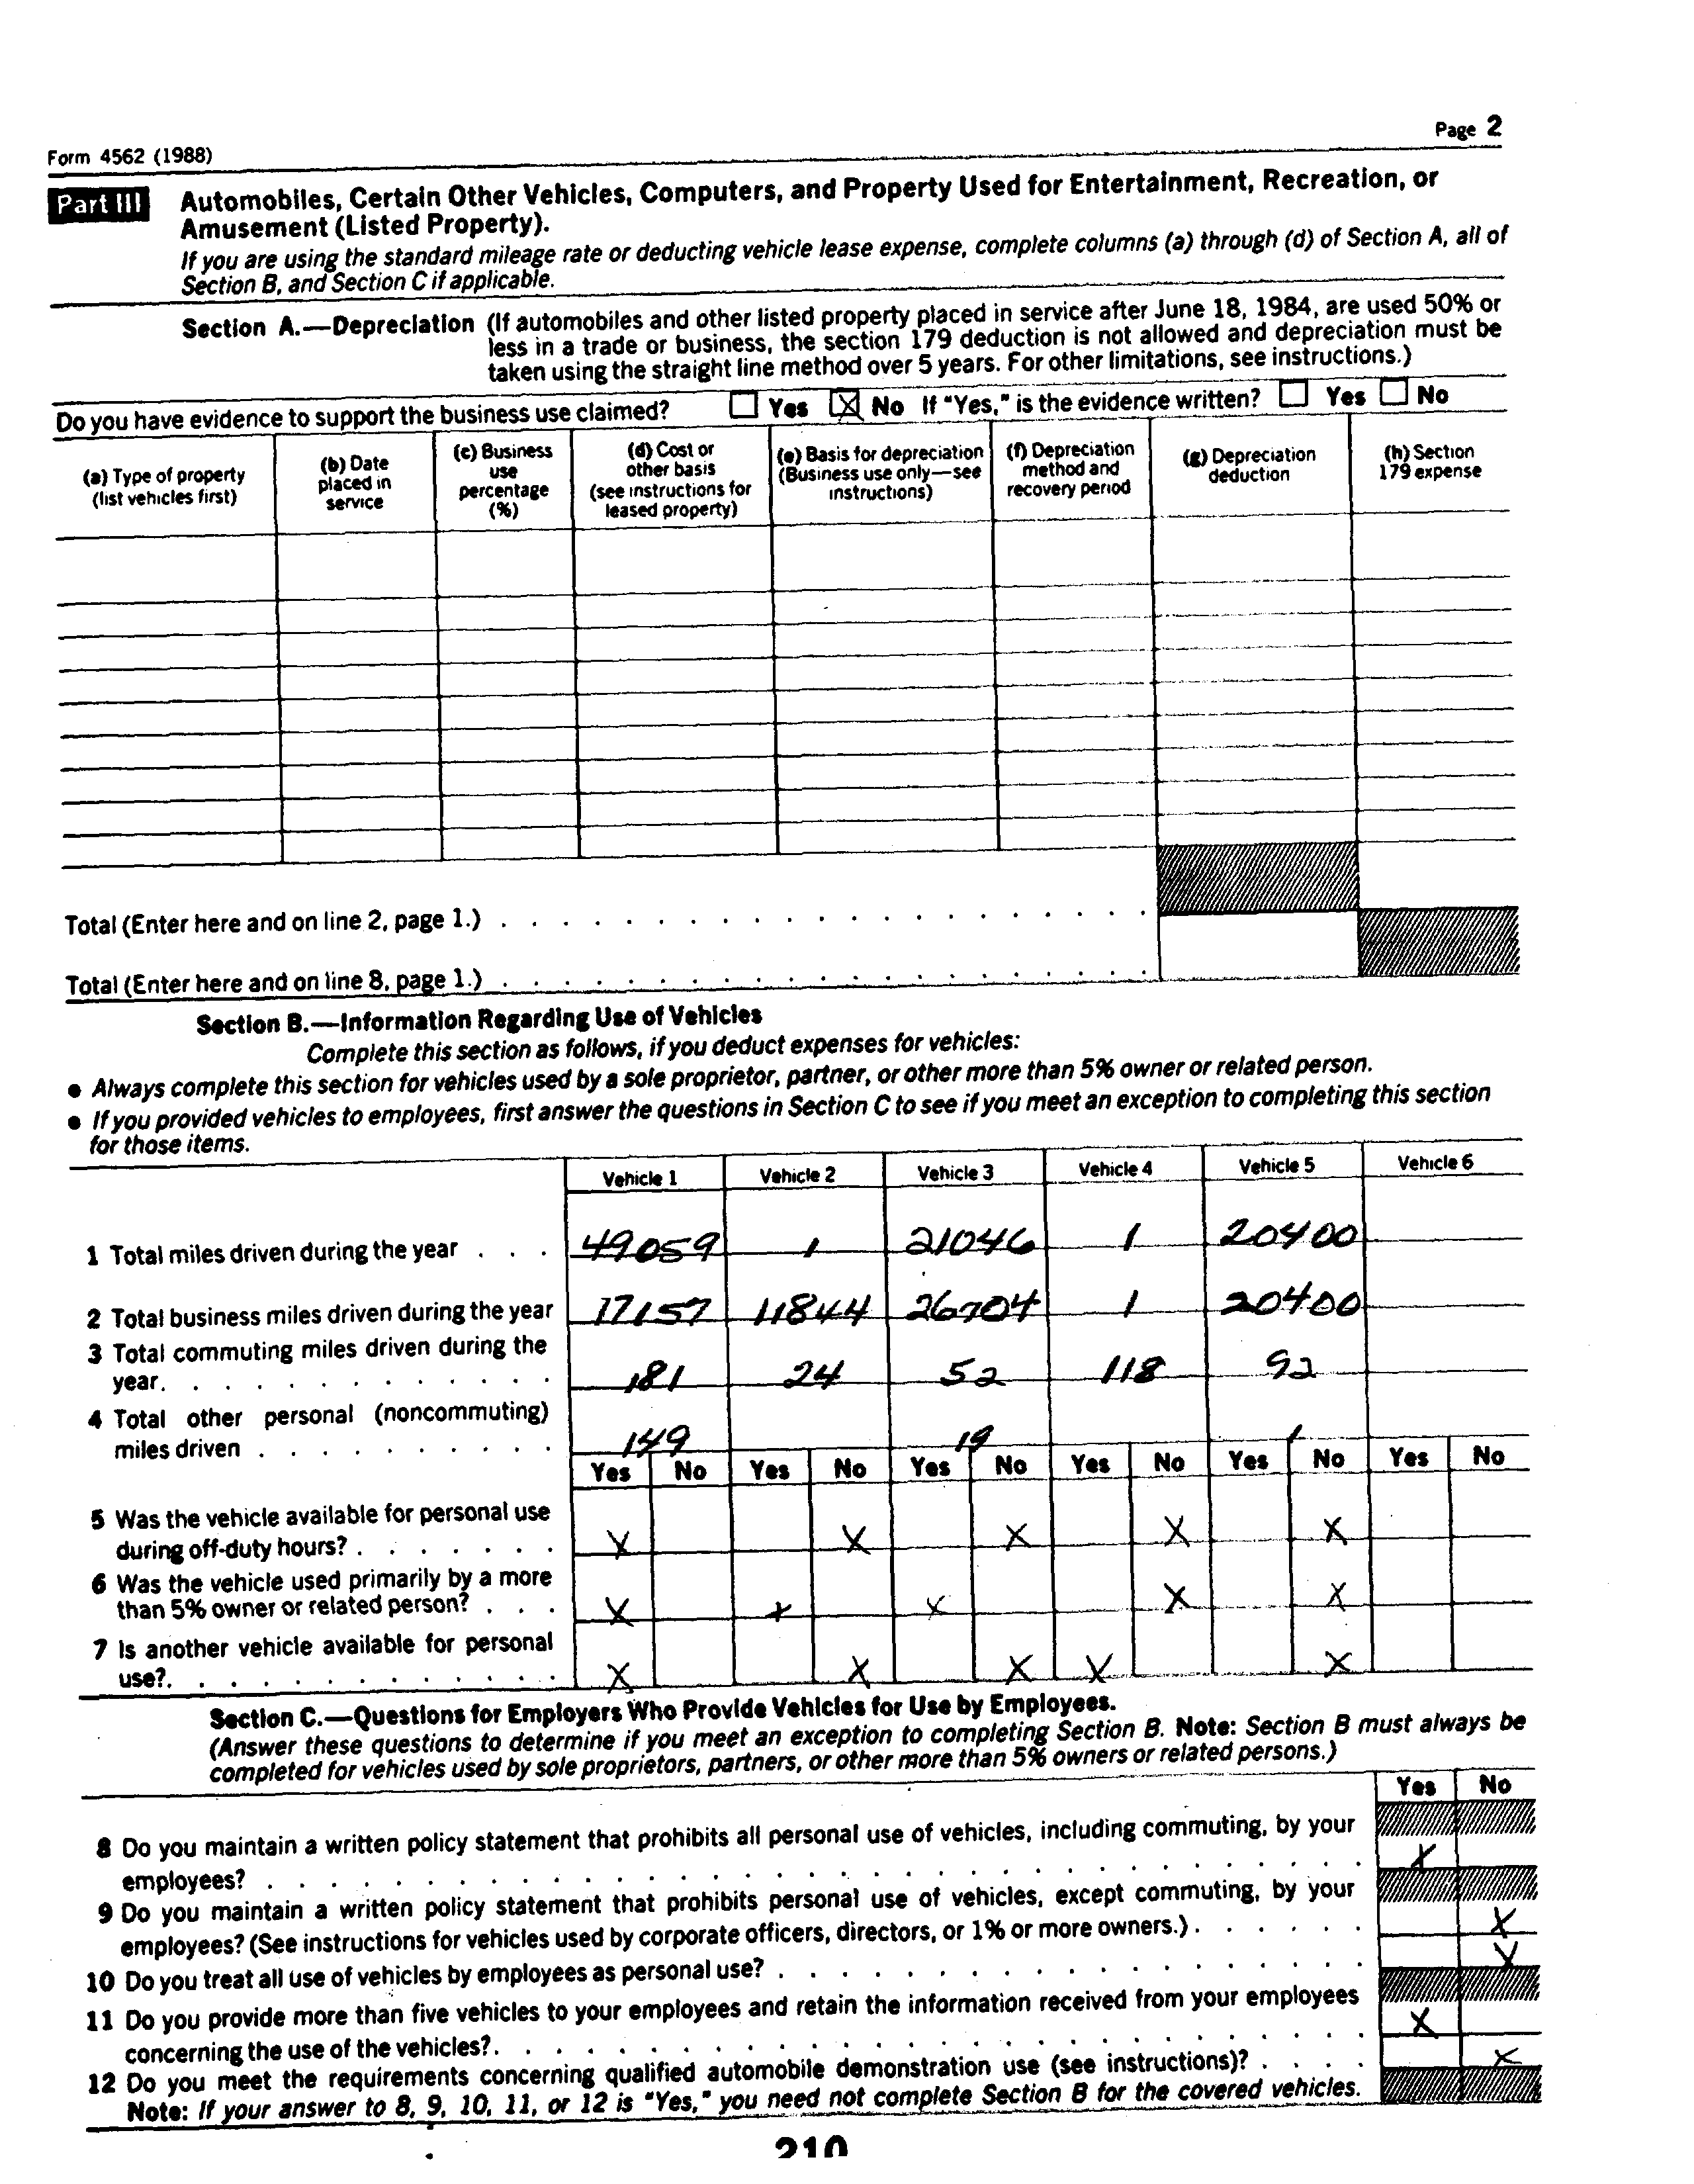 Form 4562 (1988)
Page 2
Part III Automobiles, Certain Other Vehicles, Computers, and Property Used for Entertainment, Recreation, or
Amusement (Listed Property).
If you are using the standard mileage rate or deducting vehicle lease expense, complete columns (a) through (d) of Section A, all of
Section B, and Section C if applicable.
Section A.—Depreciation (If automobiles and other listed property placed in service after June 18, 1984, are used 50% or
less in a trade or business, the section 179 deduction is not allowed and depreciation must be
taken using the straight line method over 5 years. For other limitations, see instructions.)
Do you have evidence to support the business use claimed? Yes X No If "Yes," is the evidence written? Yes No
(a) Type of property
(list vehicles first)
(b) Date
placed in
service
(c) Business
use
percentage
(%)
(d) Cost or
other basis
(see instructions for
leased property)
(e) Basis for depreciation
(Business use only—see
instructions)
(f) Depreciation
method and
recovery period
(g) Depreciation
deduction
(h) Section
179 expense
Total (Enter here and on line 2, page 1.)
Total (Enter here and on line 8, page 1.)
Section B.—Information Regarding Use of Vehicles
Complete this section as follows, if you deduct expenses for vehicles:
● Always complete this section for vehicles used by a sole proprietor, partner, or other more than 5% owner or related person.
● If you provided vehicles to employees, first answer the questions in Section C to see if you meet an exception to completing this section
for those items.
Vehicle 1 Vehicle 2 Vehicle 3 Vehicle 4 Vehicle 5 Vehicle 6
1 Total miles driven during the year . . . 49059 1 21046 1 20400
2 Total business miles driven during the year 17157 11844 26704 1 20400
3 Total commuting miles driven during the
year. . . . . . . . . . . . . 181 24 52 118 92
4 Total other personal (noncommuting)
miles driven . . . . . . . . . . 149 19 1
Yes No Yes No Yes No Yes No Yes No Yes No
5 Was the vehicle available for personal use
during off-duty hours? . . . . . . . X X X X X
6 Was the vehicle used primarily by a more
than 5% owner or related person? . . . X X X X X
7 Is another vehicle available for personal
use?. . . . . . . . . . . . . X X X X X
Section C.—Questions for Employers Who Provide Vehicles for Use by Employees.
(Answer these questions to determine if you meet an exception to completing Section B. Note: Section B must always be
completed for vehicles used by sole proprietors, partners, or other more than 5% owners or related persons.)
Yes No
8 Do you maintain a written policy statement that prohibits all personal use of vehicles, including commuting, by your
employees? X
9 Do you maintain a written policy statement that prohibits personal use of vehicles, except commuting, by your
employees? (See instructions for vehicles used by corporate officers, directors, or 1% or more owners.) . . . . . . X
10 Do you treat all use of vehicles by employees as personal use? X
11 Do you provide more than five vehicles to your employees and retain the information received from your employees
concerning the use of the vehicles?. X
12 Do you meet the requirements concerning qualified automobile demonstration use (see instructions)? . . . . X
Note: If your answer to 8, 9, 10, 11, or 12 is "Yes," you need not complete Section B for the covered vehicles.
210